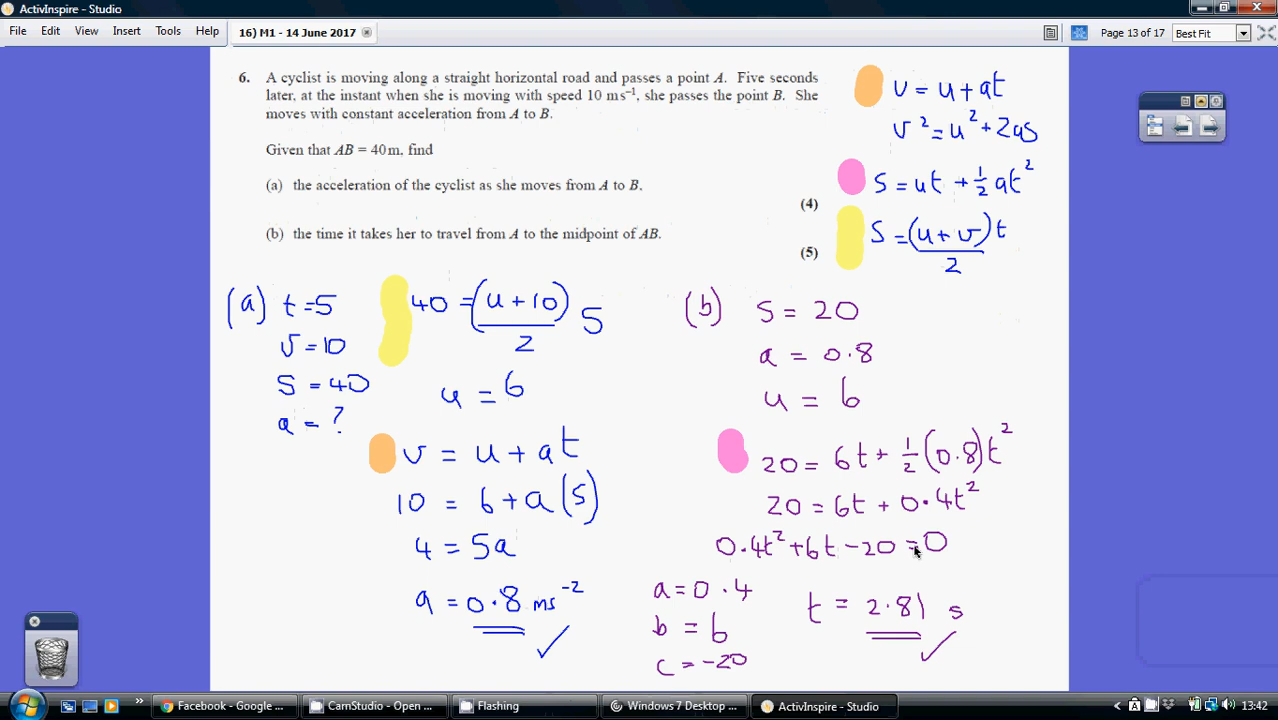 ActivInspire - Studio
File Edit View Insert Tools Help
16) M1 - 14 June 2017
Page 13 of 17
Best Fit
6. A cyclist is moving along a straight horizontal road and passes a point A. Five seconds
later, at the instant when she is moving with speed 10 ms⁻¹, she passes the point B. She
moves with constant acceleration from A to B.
Given that AB = 40 m, find
(a) the acceleration of the cyclist as she moves from A to B.
(4)
(b) the time it takes her to travel from A to the midpoint of AB.
(5)
v = u + at
v² = u² + 2as
s = ut + ½ at²
s = (u + v)/2 t
(a) t = 5
v = 10
s = 40
a = ?
40 = (u + 10)/2 5
u = 6
v = u + at
10 = 6 + a(5)
4 = 5a
a = 0.8 ms⁻²
(b) s = 20
a = 0.8
u = 6
20 = 6t + ½ (0.8)t²
20 = 6t + 0.4t²
0.4t² + 6t - 20 = 0
a = 0.4
b = 6
c = -20
t = 2.81 s
Facebook - Google ...
CamStudio - Open ...
Flashing
Windows 7 Desktop ...
ActivInspire - Studio
13:42